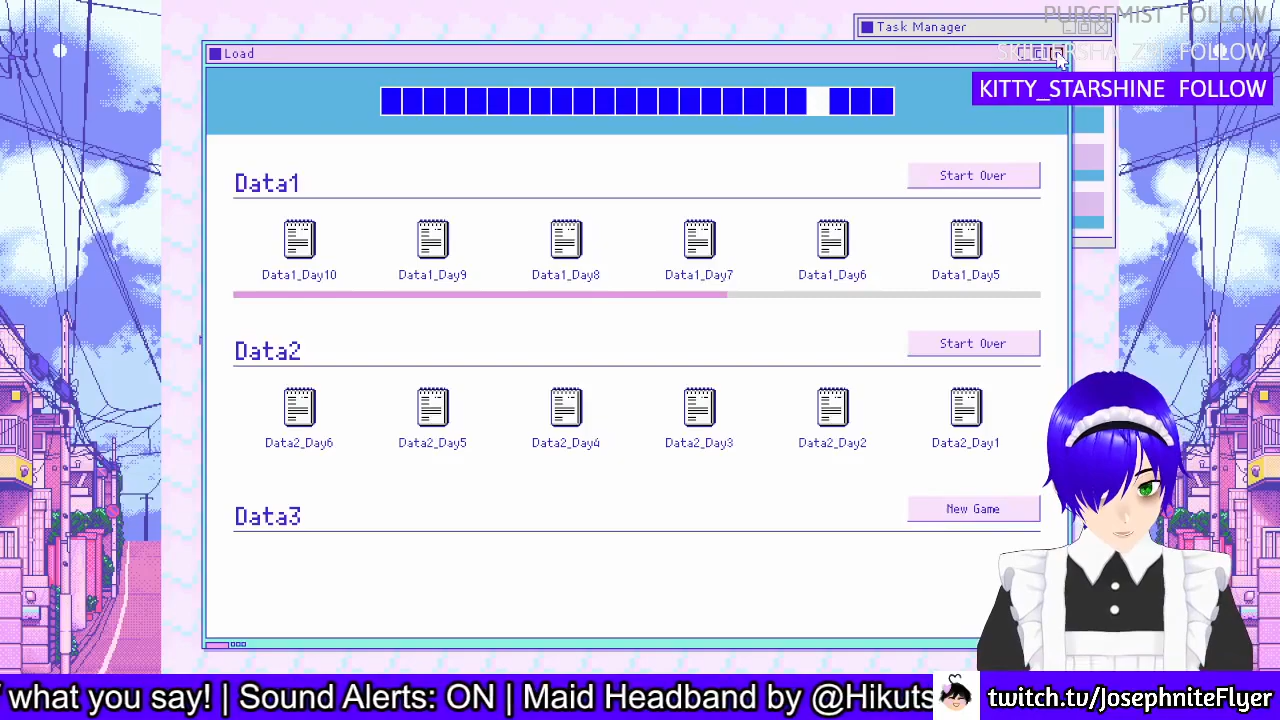 PURGEMIST FOLLOW
Task Manager
Load
FOLLOW
KITTY_STARSHINE FOLLOW
Data1
Start Over
Data1_Day10 Data1_Day9 Data1_Day8 Data1_Day7 Data1_Day6 Data1_Day5
Data2
Start Over
Data2_Day6 Data2_Day5 Data2_Day4 Data2_Day3 Data2_Day2 Data2_Day1
Data3
New Game
what you say! | Sound Alerts: ON | Maid Headband by @Hikuts
twitch.tv/JosephniteFlyer